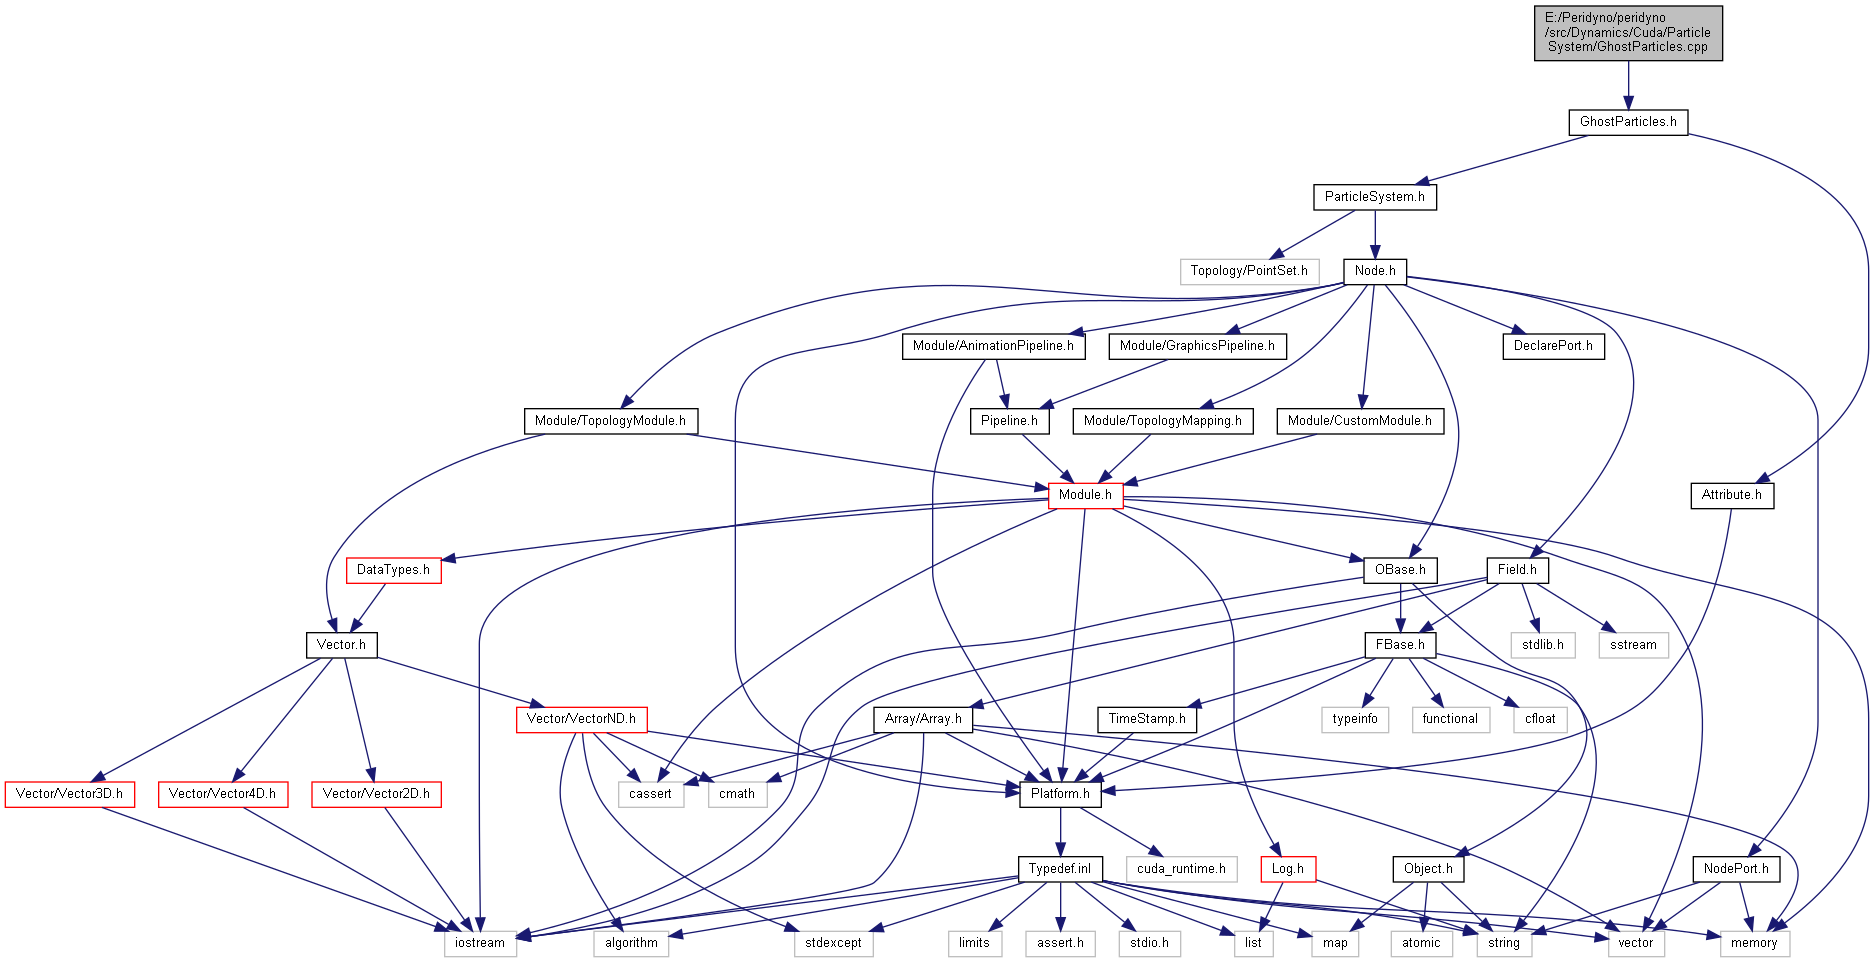 E:/Peridyno/peridyno
/src/Dynamics/Cuda/Particle
System/GhostParticles.cpp
GhostParticles.h
ParticleSystem.h
Topology/PointSet.h
Node.h
Module/AnimationPipeline.h
Module/GraphicsPipeline.h
DeclarePort.h
Module/TopologyModule.h
Pipeline.h
Module/TopologyMapping.h
Module/CustomModule.h
Module.h
Attribute.h
DataTypes.h
OBase.h
Field.h
Vector.h
FBase.h
stdlib.h
sstream
Vector/VectorND.h
Array/Array.h
TimeStamp.h
typeinfo
functional
cfloat
Vector/Vector3D.h
Vector/Vector4D.h
Vector/Vector2D.h
cassert
cmath
Platform.h
Typedef.inl
cuda_runtime.h
Log.h
Object.h
NodePort.h
iostream
algorithm
stdexcept
limits
assert.h
stdio.h
list
map
atomic
string
vector
memory